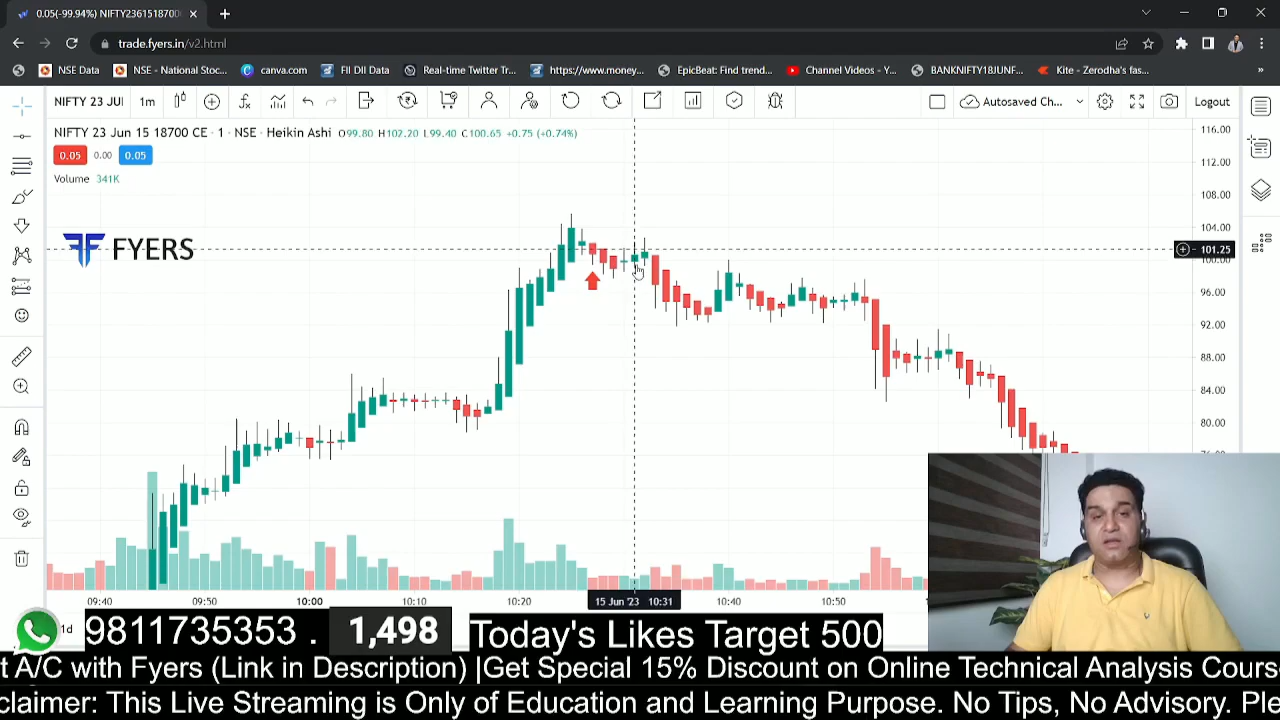 0.05(-99.94%) NIFTY236151870
trade.fyers.in/v2.html
NSE Data
NSE - National Stoc...
canva.com
FII DII Data
Real-time Twitter Tr...
https://www.money...
EpicBeat: Find trend...
Channel Videos - Y...
BANKNIFTY18JUNF...
Kite - Zerodha's fas...
»
NIFTY 23 JUI
1m
Autosaved Ch...
Logout
NIFTY 23 Jun 15 18700 CE · 1 · NSE · Heikin Ashi O99.80 H102.20 L99.40 C100.65 +0.75 (+0.74%)
0.05 0.00 0.05
Volume 341K
FYERS
116.00
112.00
108.00
104.00
101.25
100.00
96.00
92.00
88.00
84.00
80.00
09:40 09:50 10:00 10:10 10:20 15 Jun '23 10:31 10:40 10:50
1d
9811735353 . 1,498 Today's Likes Target 500
t A/C with Fyers (Link in Description) |Get Special 15% Discount on Online Technical Analysis Cours
claimer: This Live Streaming is Only of Education and Learning Purpose. No Tips, No Advisory. Ple